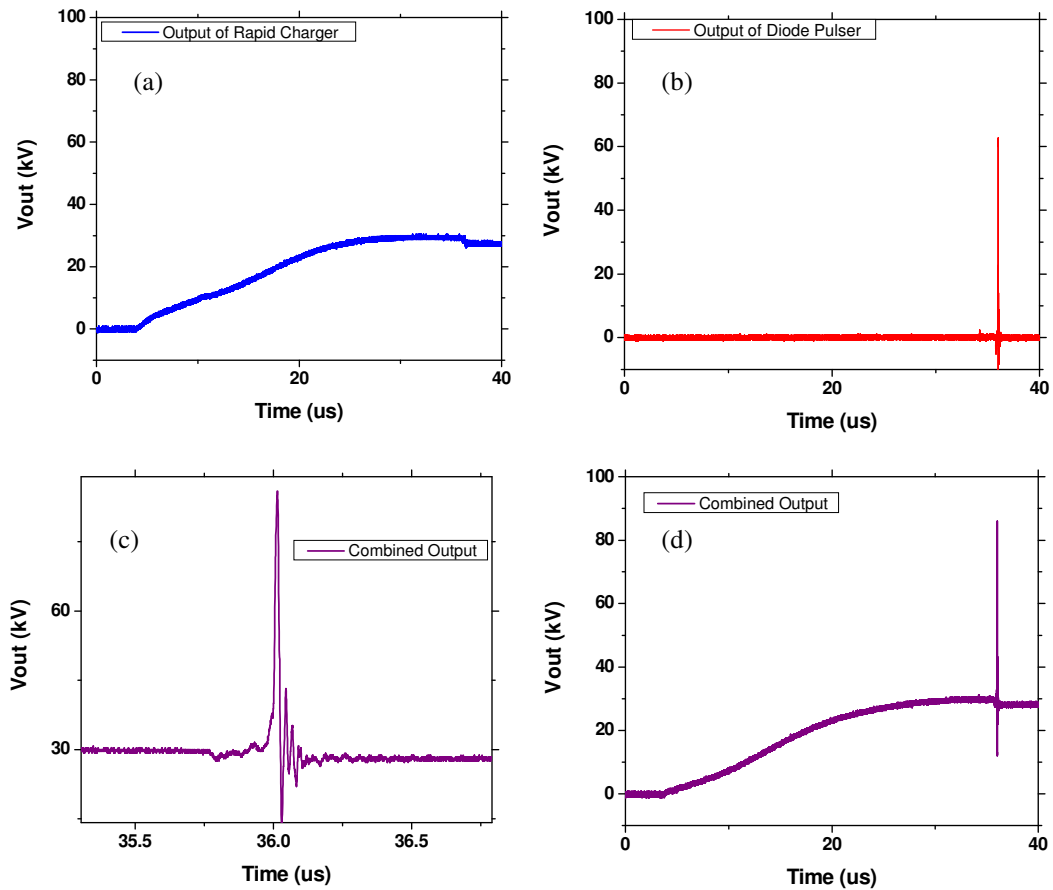 Output of Rapid Charger
(a)
Vout (kV)
100
80
60
40
20
0
0
20
40
Time (us)
Output of Diode Pulser
(b)
Vout (kV)
100
80
60
40
20
0
0
20
40
Time (us)
Combined Output
(c)
Vout (kV)
60
30
35.5
36.0
36.5
Time (us)
Combined Output
(d)
Vout (kV)
100
80
60
40
20
0
0
20
40
Time (us)